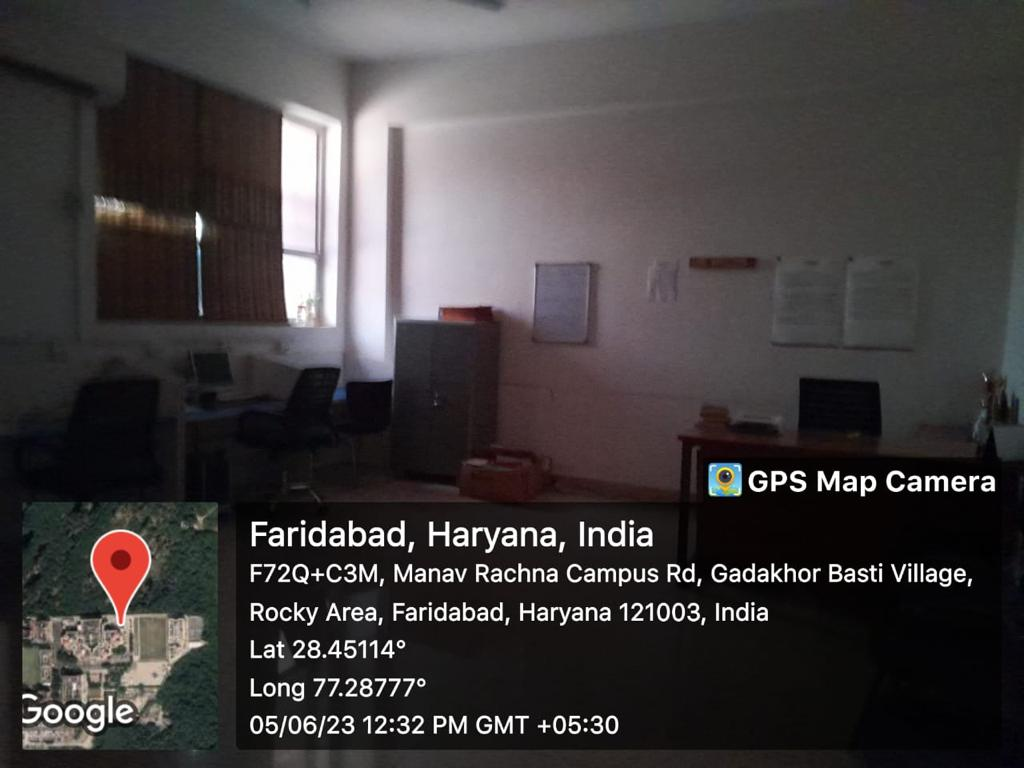 GPS Map Camera
Faridabad, Haryana, India
F72Q+C3M, Manav Rachna Campus Rd, Gadakhor Basti Village,
Rocky Area, Faridabad, Haryana 121003, India
Lat 28.45114°
Long 77.28777°
05/06/23 12:32 PM GMT +05:30
Google